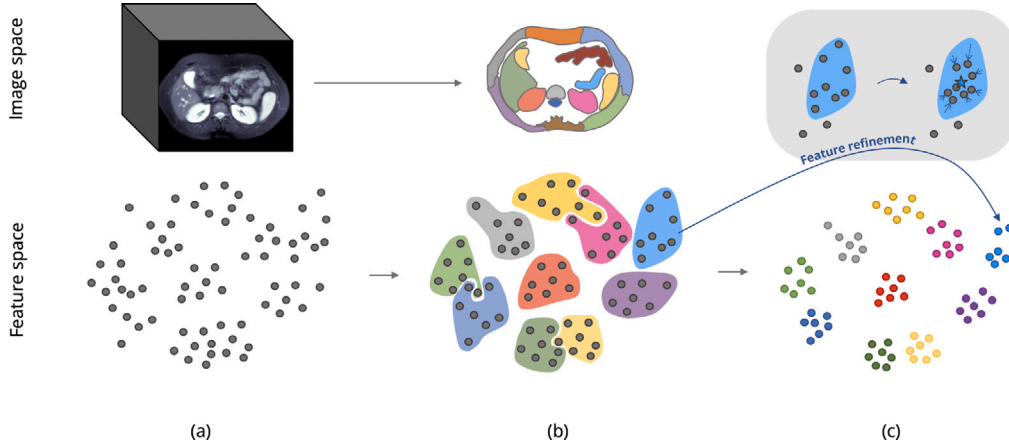 Image space
Feature refinement
Feature space
(a)
(b)
(c)